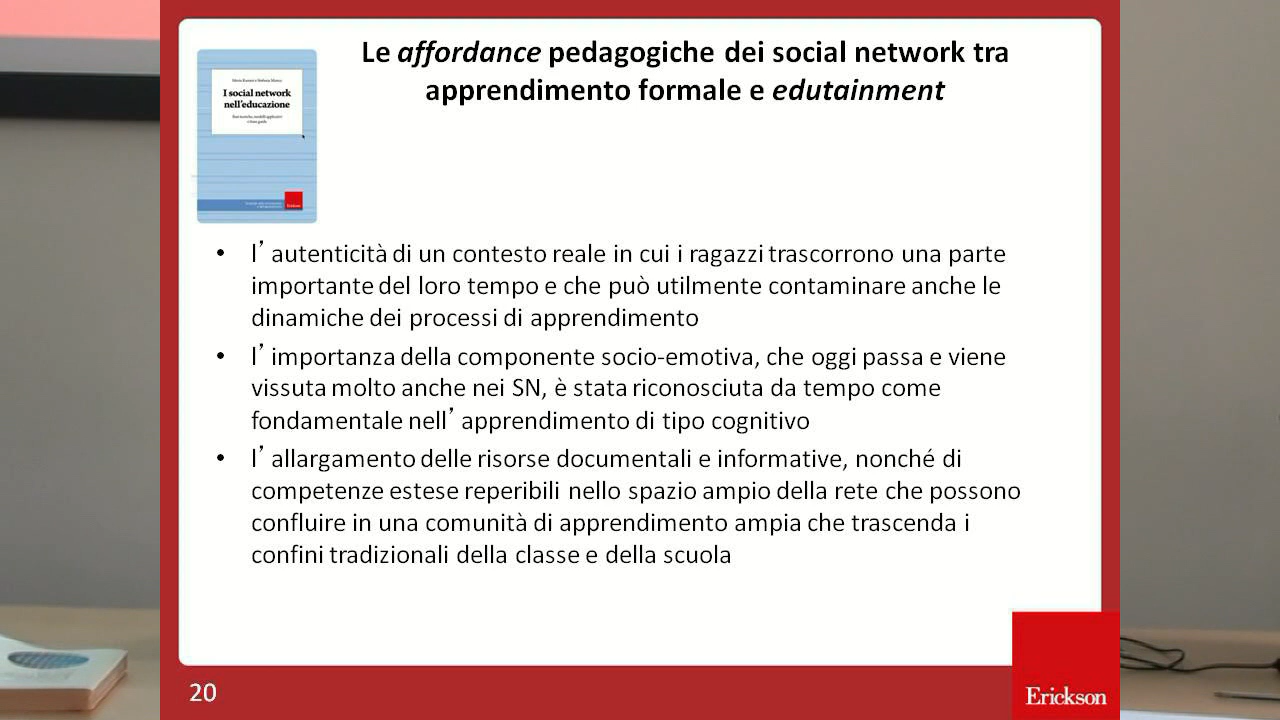 Le affordance pedagogiche dei social network tra
apprendimento formale e edutainment
I social network
nell'educazione
Erickson
• l’ autenticità di un contesto reale in cui i ragazzi trascorrono una parte
importante del loro tempo e che può utilmente contaminare anche le
dinamiche dei processi di apprendimento
• l’ importanza della componente socio-emotiva, che oggi passa e viene
vissuta molto anche nei SN, è stata riconosciuta da tempo come
fondamentale nell’ apprendimento di tipo cognitivo
• l’ allargamento delle risorse documentali e informative, nonché di
competenze estese reperibili nello spazio ampio della rete che possono
confluire in una comunità di apprendimento ampia che trascenda i
confini tradizionali della classe e della scuola
20
Erickson